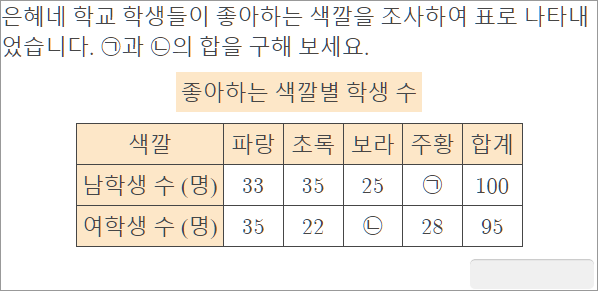 은혜네 학교 학생들이 좋아하는 색깔을 조사하여 표로 나타내
었습니다. ㉠과 ㉡의 합을 구해 보세요.
좋아하는 색깔별 학생 수
색깔 파랑 초록 보라 주황 합계
남학생 수 (명) 33 35 25 ㉠ 100
여학생 수 (명) 35 22 ㉡ 28 95